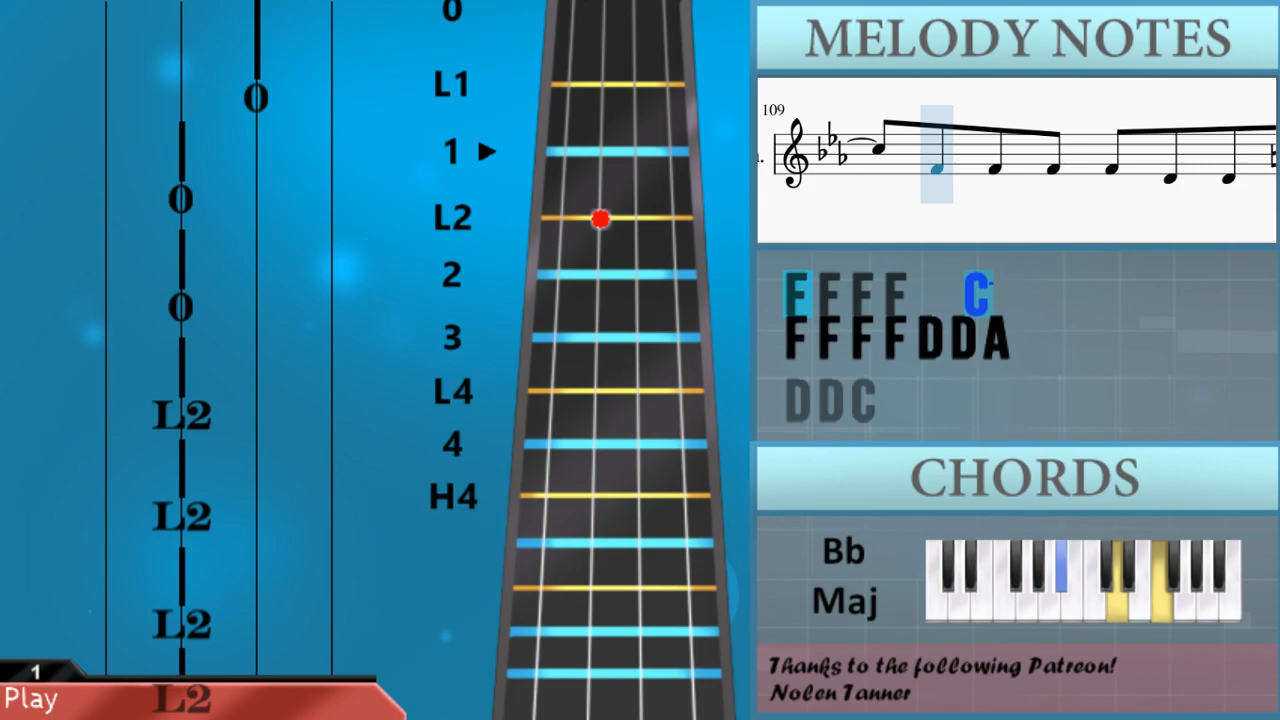 0
0
0
L2
L2
L2
1
Play
L2
0
L1
1
L2
2
3
L4
4
H4
MELODY NOTES
109
F F F F C
F F F F D D A
D D C
CHORDS
Bb
Maj
Thanks to the following Patreon!
Nolen Tanner